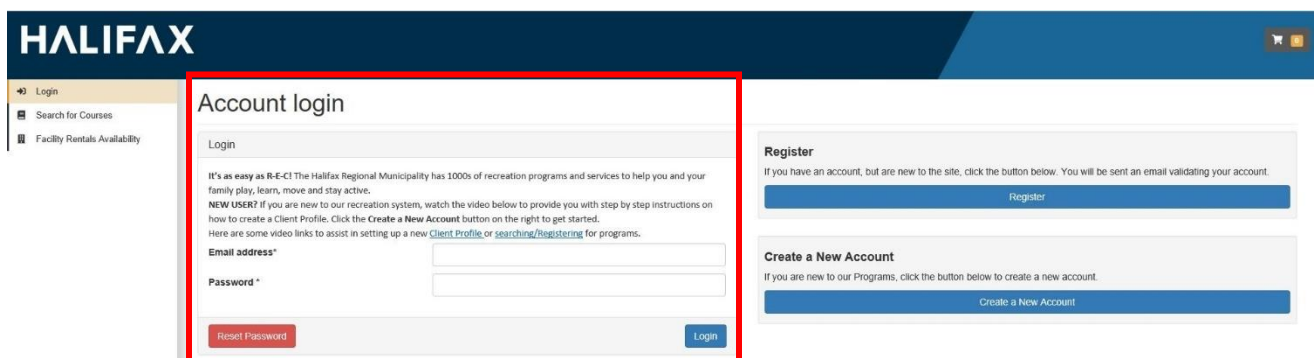 HALIFAX
0
Login
Search for Courses
Facility Rentals Availability
Account login
Login
It's as easy as R-E-C! The Halifax Regional Municipality has 1000s of recreation programs and services to help you and your
family play, learn, move and stay active.
NEW USER? If you are new to our recreation system, watch the video below to provide you with step by step instructions on
how to create a Client Profile. Click the Create a New Account button on the right to get started.
Here are some video links to assist in setting up a new Client Profile or searching/Registering for programs.
Email address*
Password *
Reset Password
Login
Register
If you have an account, but are new to the site, click the button below. You will be sent an email validating your account.
Register
Create a New Account
If you are new to our Programs, click the button below to create a new account.
Create a New Account